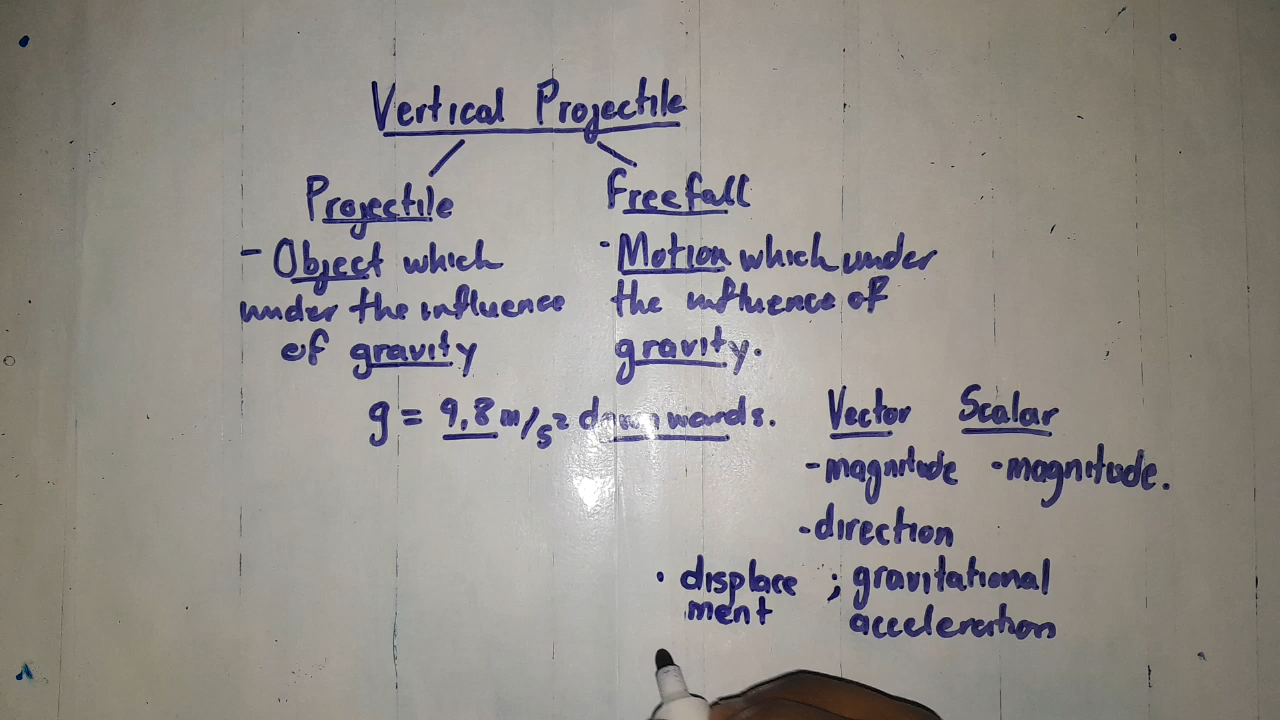 Vertical Projectile
Projectile
- Object which
under the influence
of gravity
Freefall
· Motion which under
the influence of
gravity.
g = 9,8 m/s² downwards.
Vector
- magnitude
- direction
Scalar
· magnitude.
· displace
ment
; gravitational
acceleration